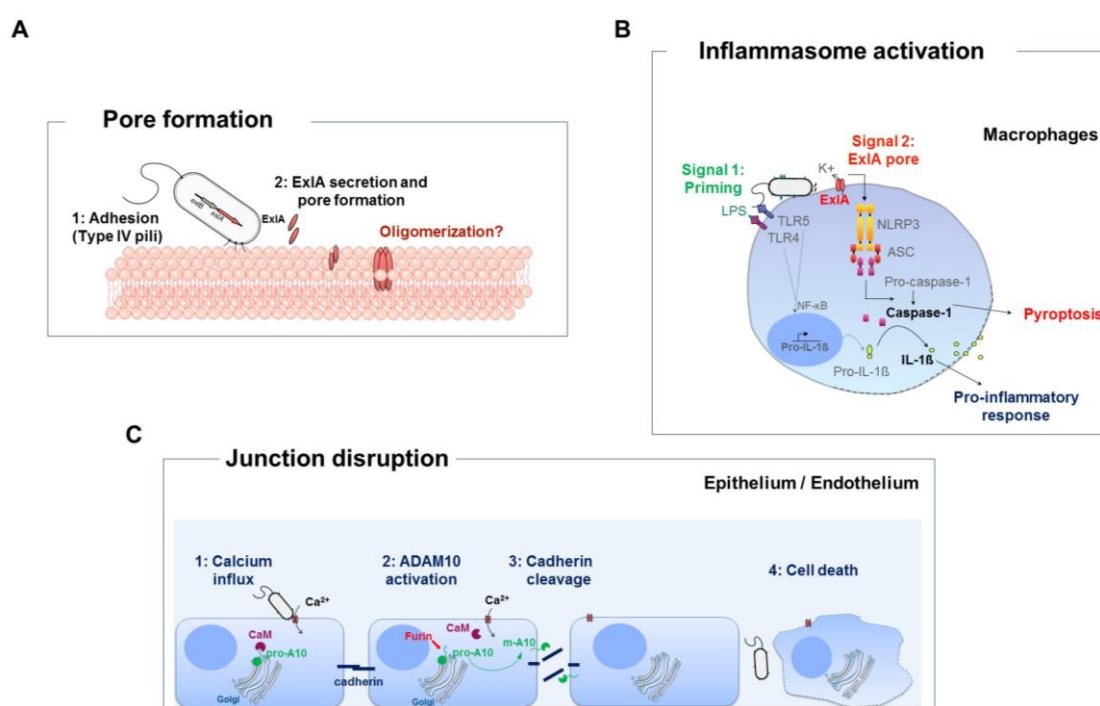 A
Pore formation
1: Adhesion
(Type IV pili)
exlB
exlA
ExlA
2: ExlA secretion and
pore formation
Oligomerization?
B
Inflammasome activation
Macrophages
Signal 1:
Priming
Signal 2:
ExlA pore
K+
ExlA
LPS
TLR5
TLR4
NLRP3
ASC
Pro-caspase-1
Caspase-1
NF-κB
Pro-IL-1ß
Pro-IL-1ß
IL-1ß
Pyroptosis
Pro-inflammatory
response
C
Junction disruption
Epithelium / Endothelium
1: Calcium
influx
Ca²⁺
CaM
pro-A10
Golgi
cadherin
2: ADAM10
activation
Ca²⁺
CaM
Furin
pro-A10
m-A10
Golgi
3: Cadherin
cleavage
4: Cell death